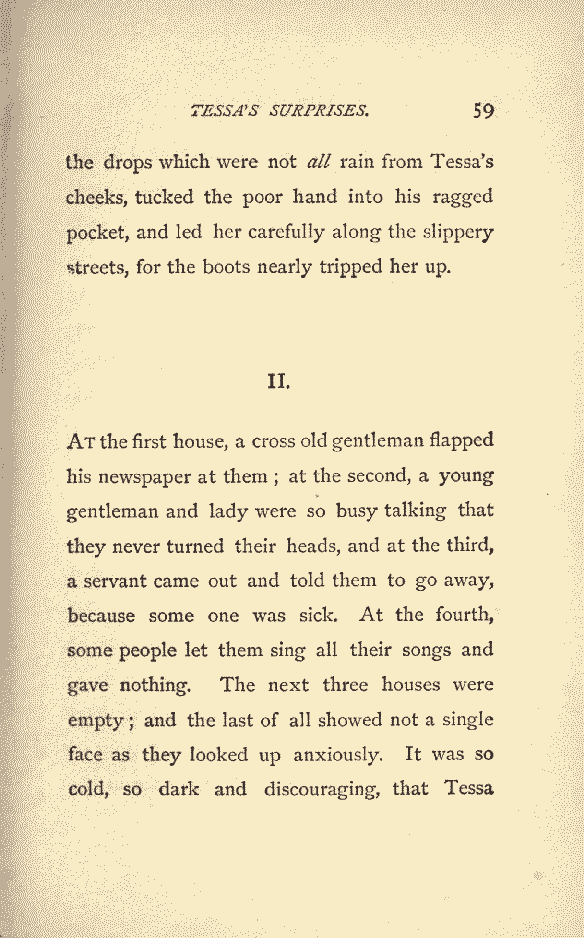 TESSA'S SURPRISES. 59
the drops which were not all rain from Tessa's
cheeks, tucked the poor hand into his ragged
pocket, and led her carefully along the slippery
streets, for the boots nearly tripped her up.
II.
AT the first house, a cross old gentleman flapped
his newspaper at them ; at the second, a young
gentleman and lady were so busy talking that
they never turned their heads, and at the third,
a servant came out and told them to go away,
because some one was sick. At the fourth,
some people let them sing all their songs and
gave nothing. The next three houses were
empty ; and the last of all showed not a single
face as they looked up anxiously. It was so
cold, so dark and discouraging, that Tessa